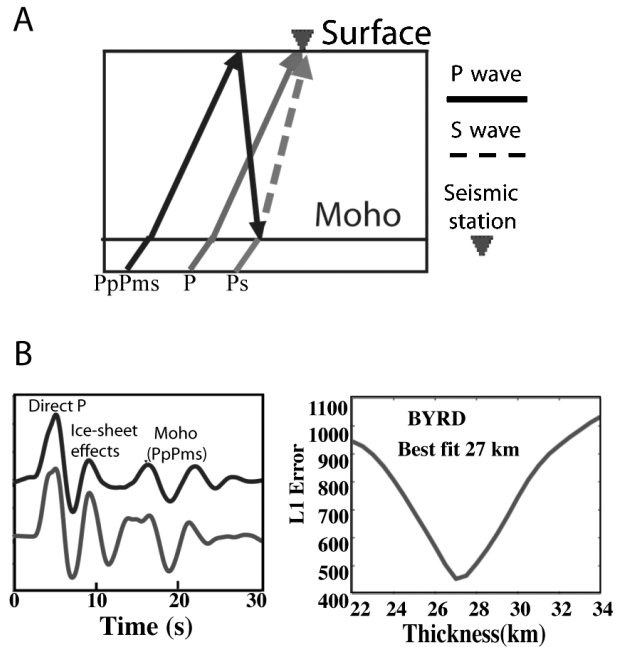 A
Surface
P wave
S wave
Seismic
station
Moho
PpPms P Ps
B
Direct P
Ice-sheet
effects
Moho
(PpPms)
0 10 20 30
Time (s)
1100
1000
900
800
700
600
500
400
L1 Error
BYRD
Best fit 27 km
22 24 26 28 30 32 34
Thickness(km)